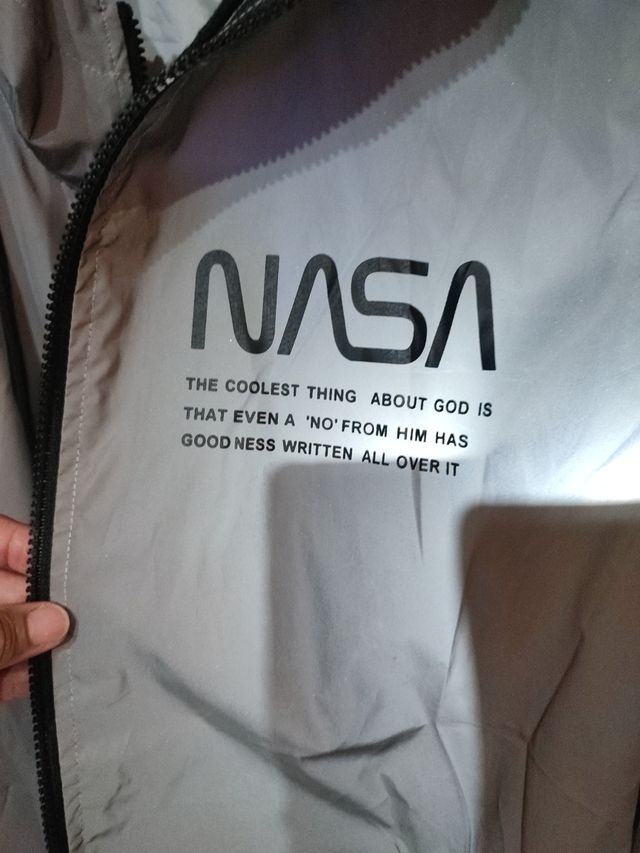 NASA
THE COOLEST THING ABOUT GOD IS
THAT EVEN A 'NO' FROM HIM HAS
GOOD NESS WRITTEN ALL OVER IT